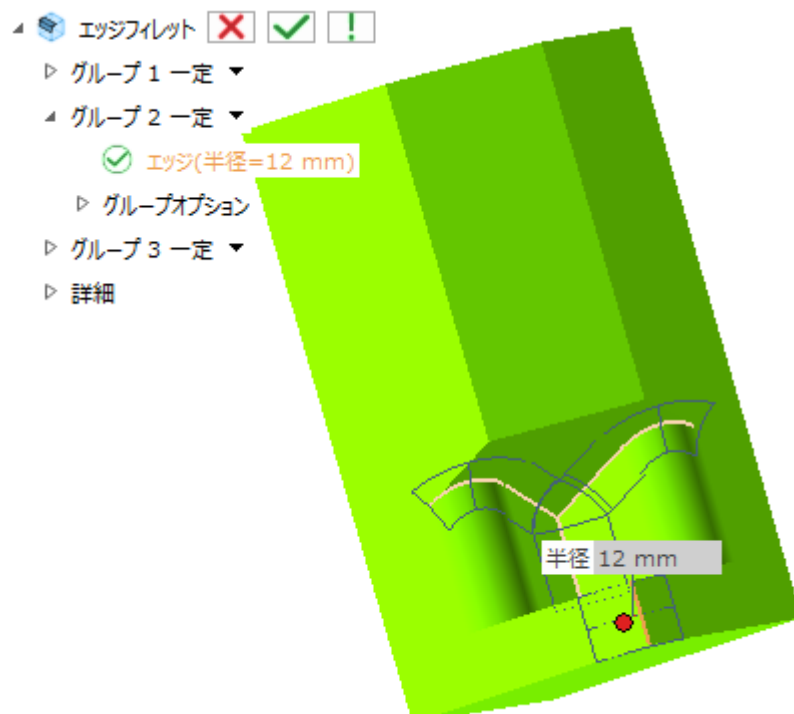 エッジフィレット
グループ 1 一定
グループ 2 一定
エッジ(半径=12 mm)
グループオプション
グループ 3 一定
詳細
半径 12 mm